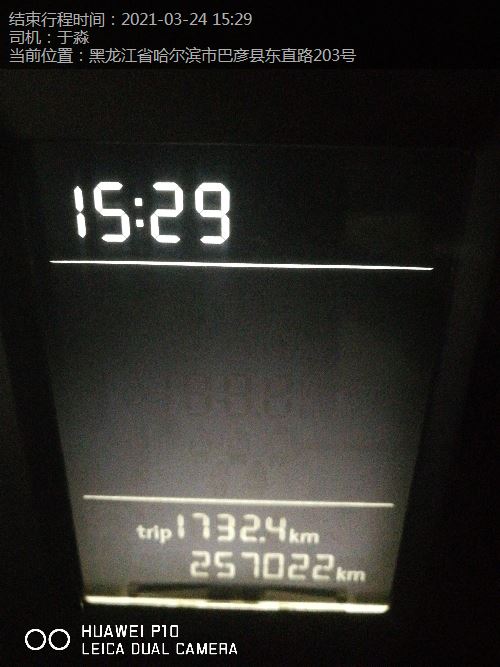 结束行程时间：2021-03-24 15:29
司机：于淼
当前位置：黑龙江省哈尔滨市巴彦县东直路203号
15:29
trip 1732.4 km
257022 km
HUAWEI P10
LEICA DUAL CAMERA